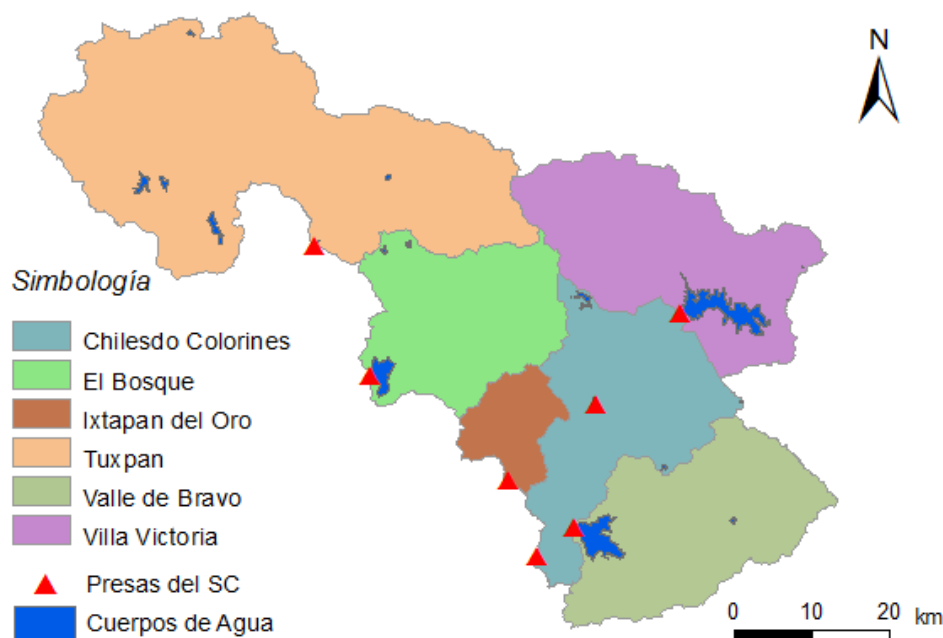 N
Simbología
Chilesdo Colorines
El Bosque
Ixtapan del Oro
Tuxpan
Valle de Bravo
Villa Victoria
Presas del SC
Cuerpos de Agua
0 10 20 km